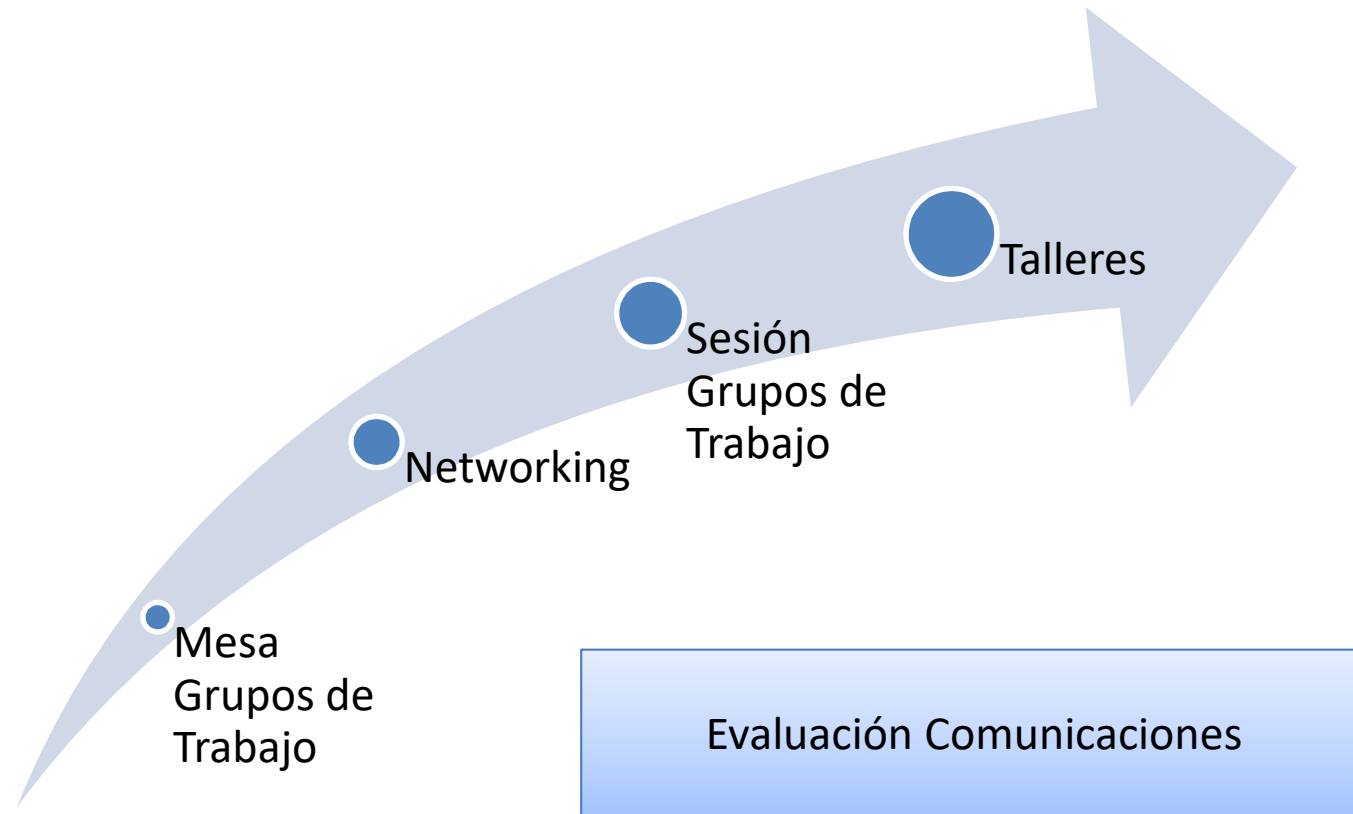 Talleres
Sesión
Grupos de
Trabajo
Networking
Mesa
Grupos de
Trabajo
Evaluación Comunicaciones